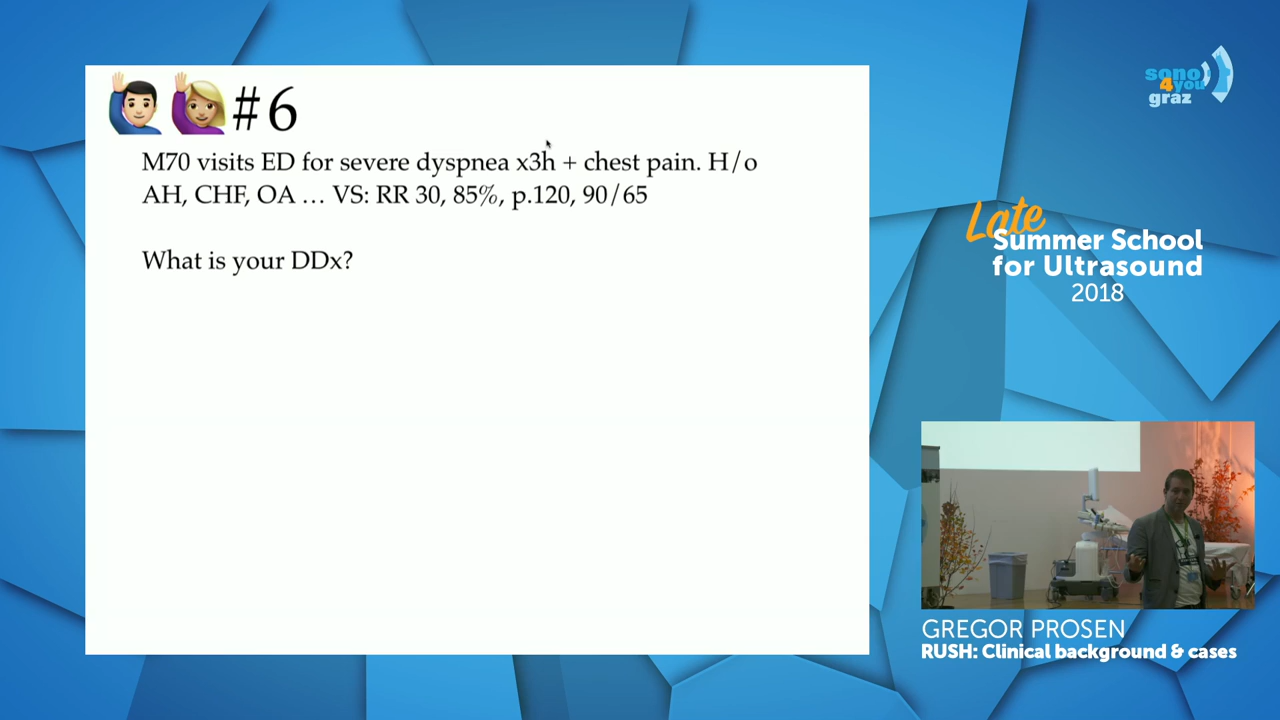 #6
M70 visits ED for severe dyspnea x3h + chest pain. H/o
AH, CHF, OA … VS: RR 30, 85%, p.120, 90/65
What is your DDx?
sono
4you
graz
Late
Summer School
for Ultrasound
2018
GREGOR PROSEN
RUSH: Clinical background & cases